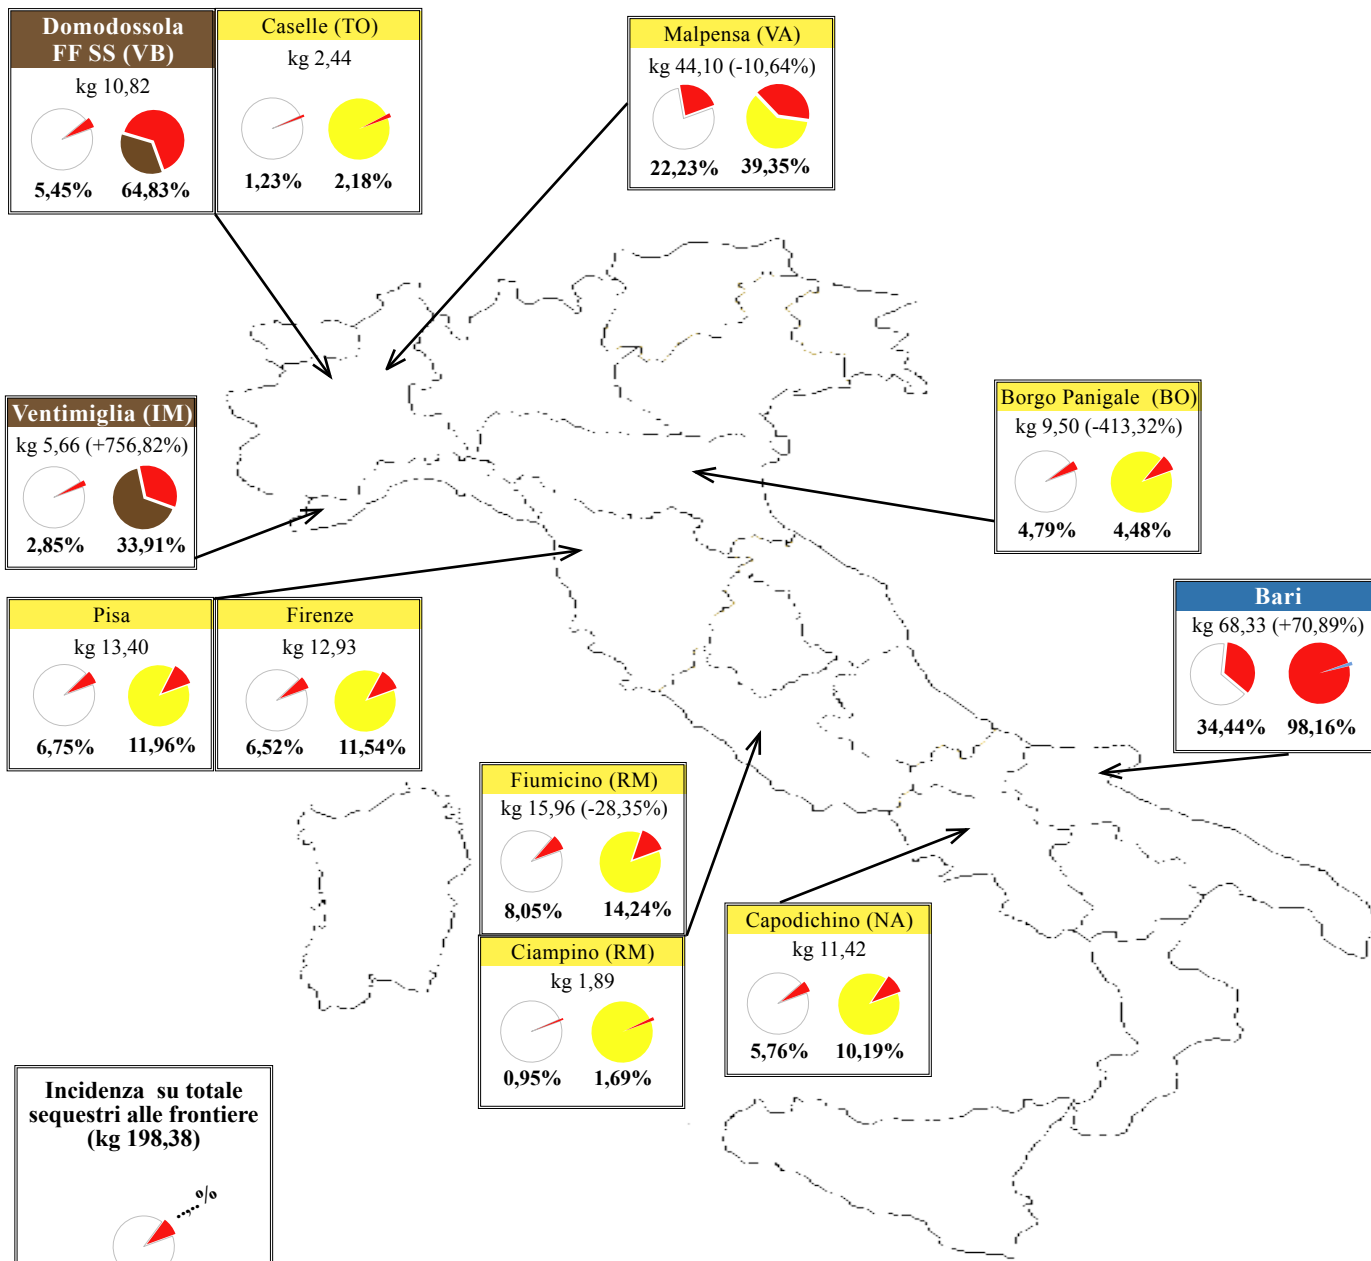 Domodossola
FF SS (VB)
kg 10,82
5,45% 64,83%
Caselle (TO)
kg 2,44
1,23% 2,18%
Malpensa (VA)
kg 44,10 (-10,64%)
22,23% 39,35%
Ventimiglia (IM)
kg 5,66 (+756,82%)
2,85% 33,91%
Borgo Panigale (BO)
kg 9,50 (-413,32%)
4,79% 4,48%
Pisa
kg 13,40
6,75% 11,96%
Firenze
kg 12,93
6,52% 11,54%
Bari
kg 68,33 (+70,89%)
34,44% 98,16%
Fiumicino (RM)
kg 15,96 (-28,35%)
8,05% 14,24%
Ciampino (RM)
kg 1,89
0,95% 1,69%
Capodichino (NA)
kg 11,42
5,76% 10,19%
Incidenza su totale
sequestri alle frontiere
(kg 198,38)
..,..%